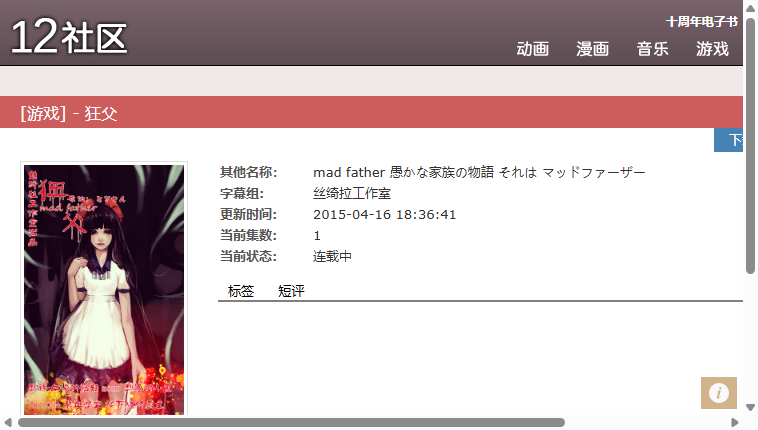 十周年电子书
12社区
动画 漫画 音乐 游戏
[游戏] - 狂父
下
其他名称: mad father 愚かな家族の物語 それは マッドファーザー
字幕组: 丝绮拉工作室
更新时间: 2015-04-16 18:36:41
当前集数: 1
当前状态: 连载中
标签 短评
mad father